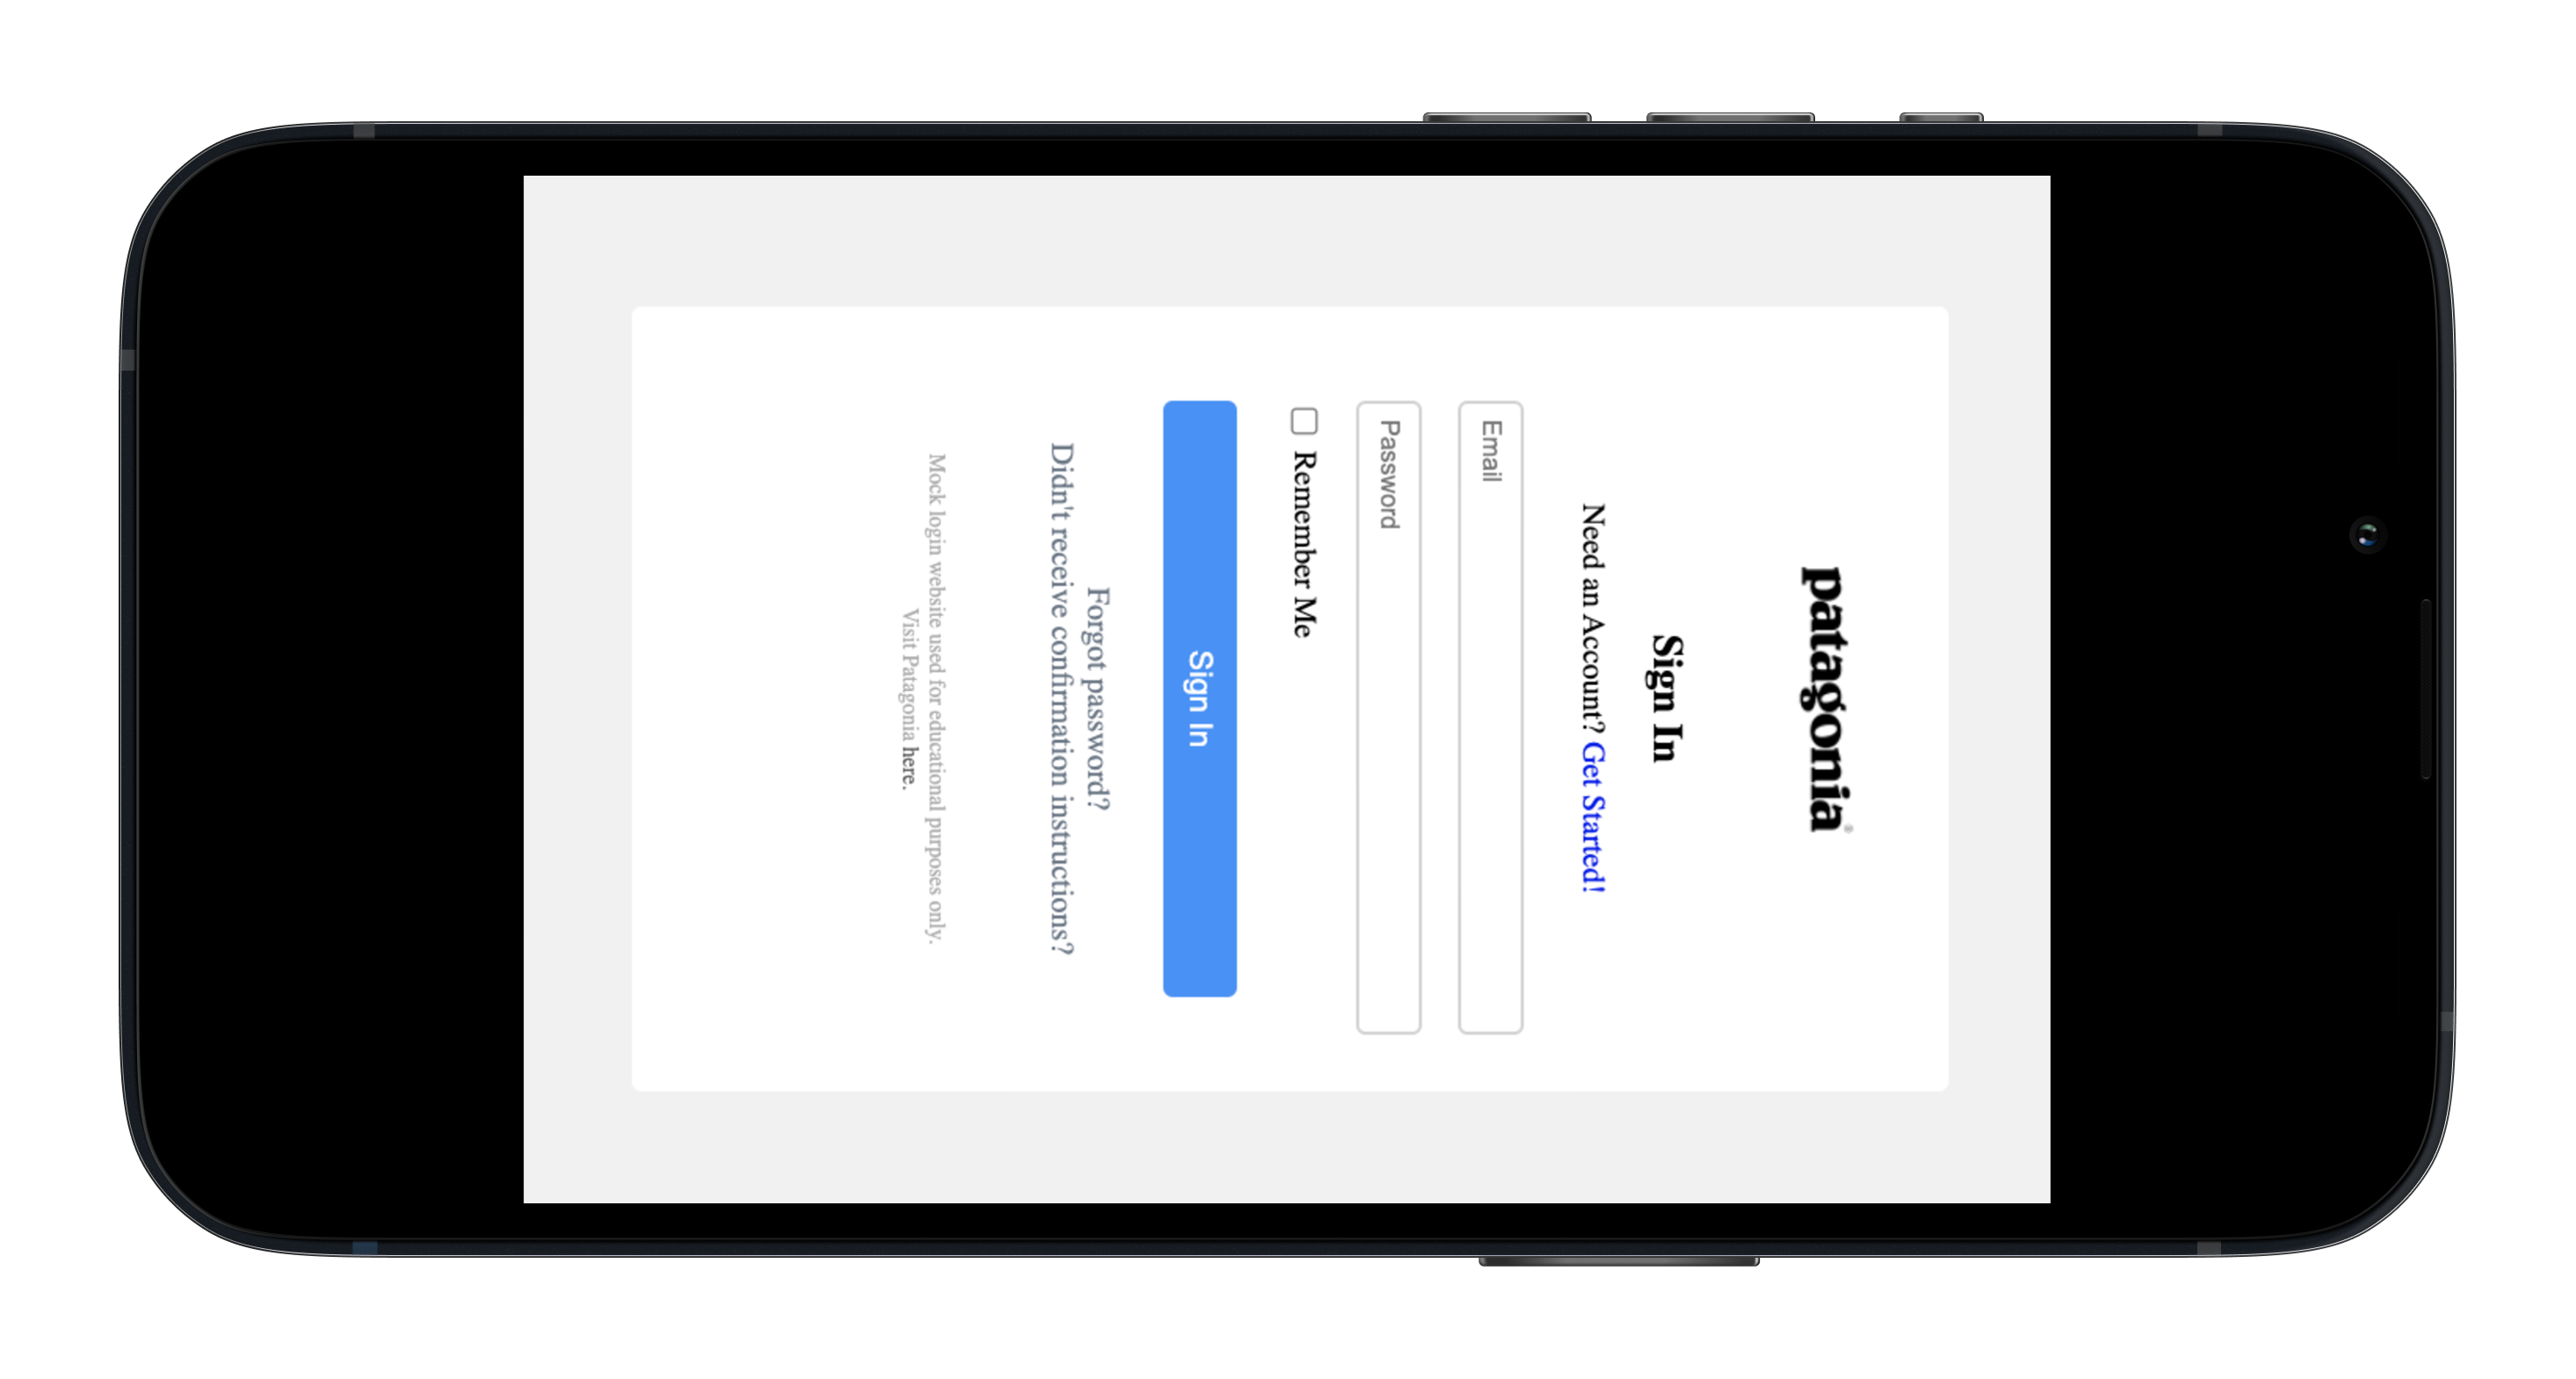 patagonia®
Sign In
Need an Account? Get Started!
Email
Password
Remember Me
Sign In
Forgot password?
Didn't receive confirmation instructions?
Mock login website used for educational purposes only.
Visit Patagonia here.